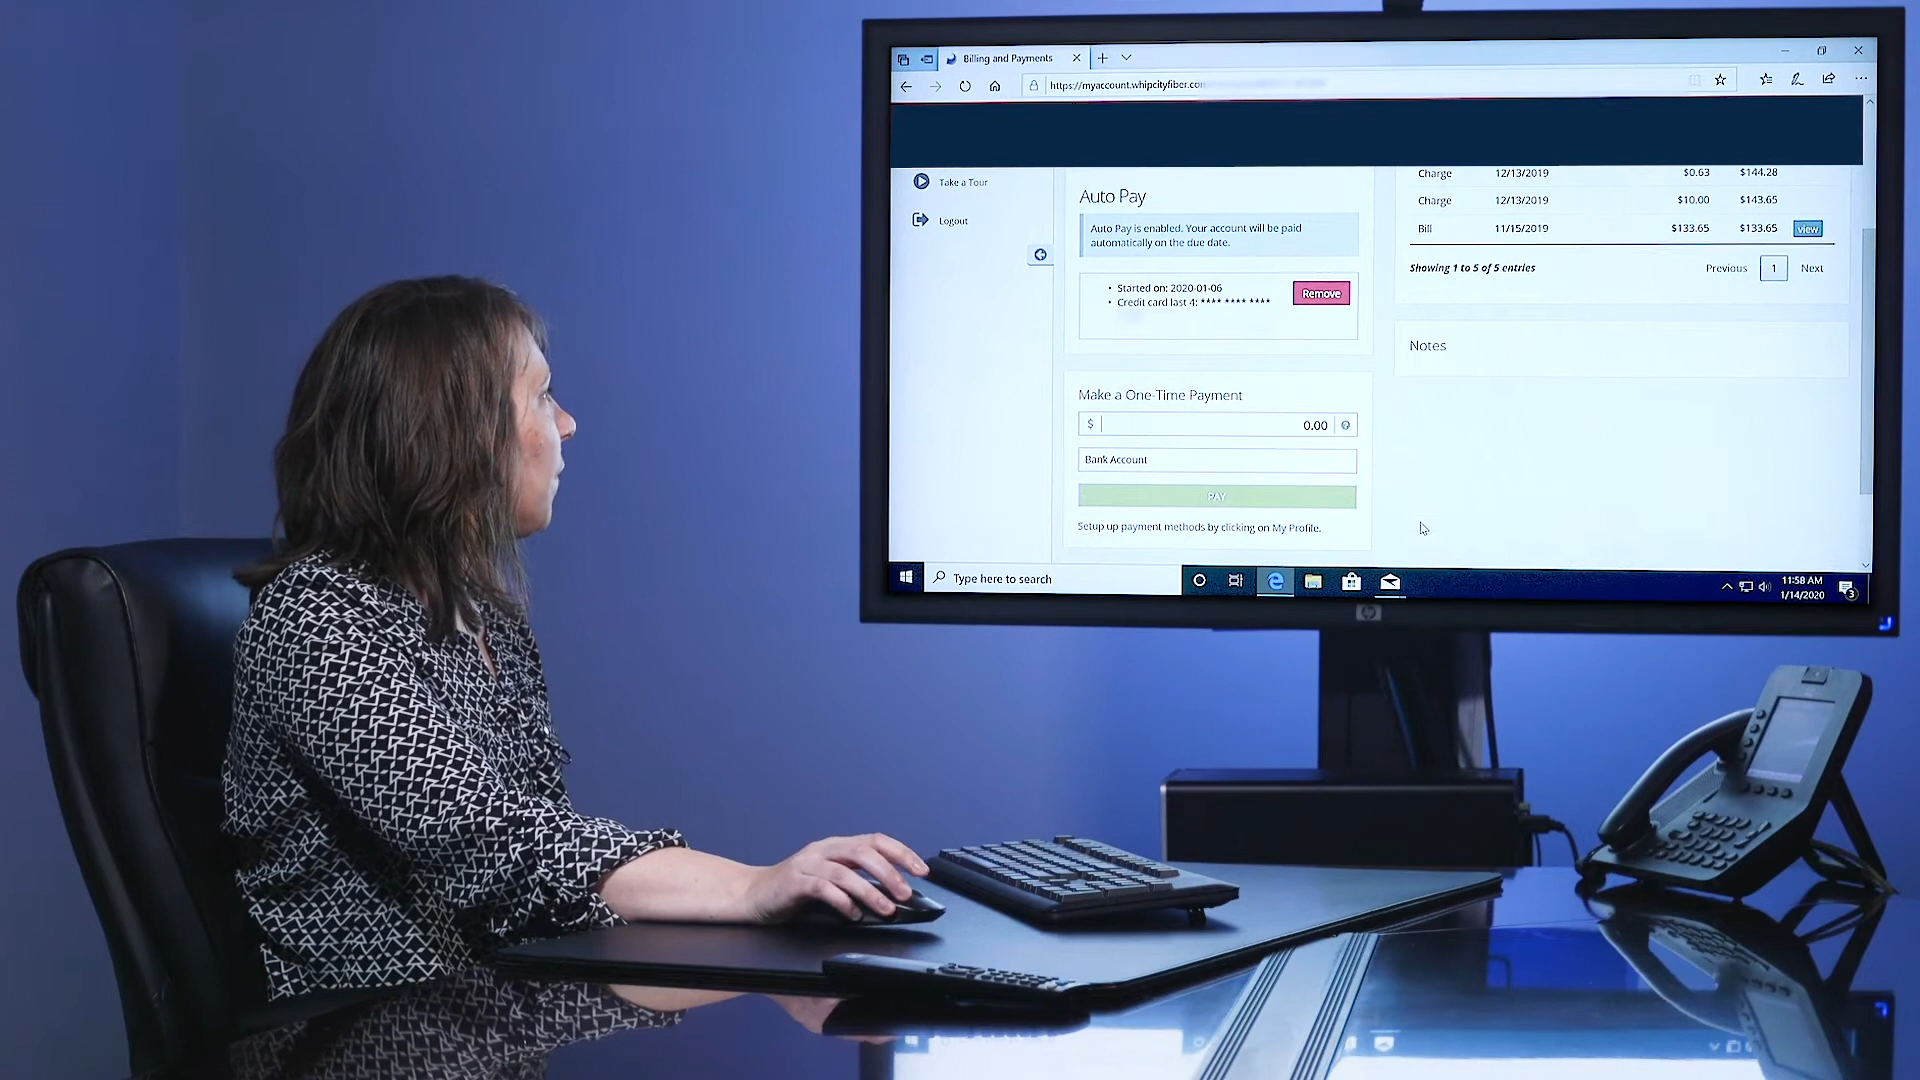 Billing and Payments
https://myaccount.whipcityfiber.com
Take a Tour
Logout
Auto Pay
Auto Pay is enabled. Your account will be paid
automatically on the due date.
• Started on: 2020-01-06
• Credit card last 4: **** **** ****
Remove
Make a One-Time Payment
$ 0.00
Bank Account
PAY
Setup up payment methods by clicking on My Profile.
Charge 12/13/2019 $0.63 $144.28
Charge 12/13/2019 $10.00 $143.65
Bill 11/15/2019 $133.65 $133.65 view
Showing 1 to 5 of 5 entries
Previous 1 Next
Notes
Type here to search
11:58 AM
1/14/2020
3
hp